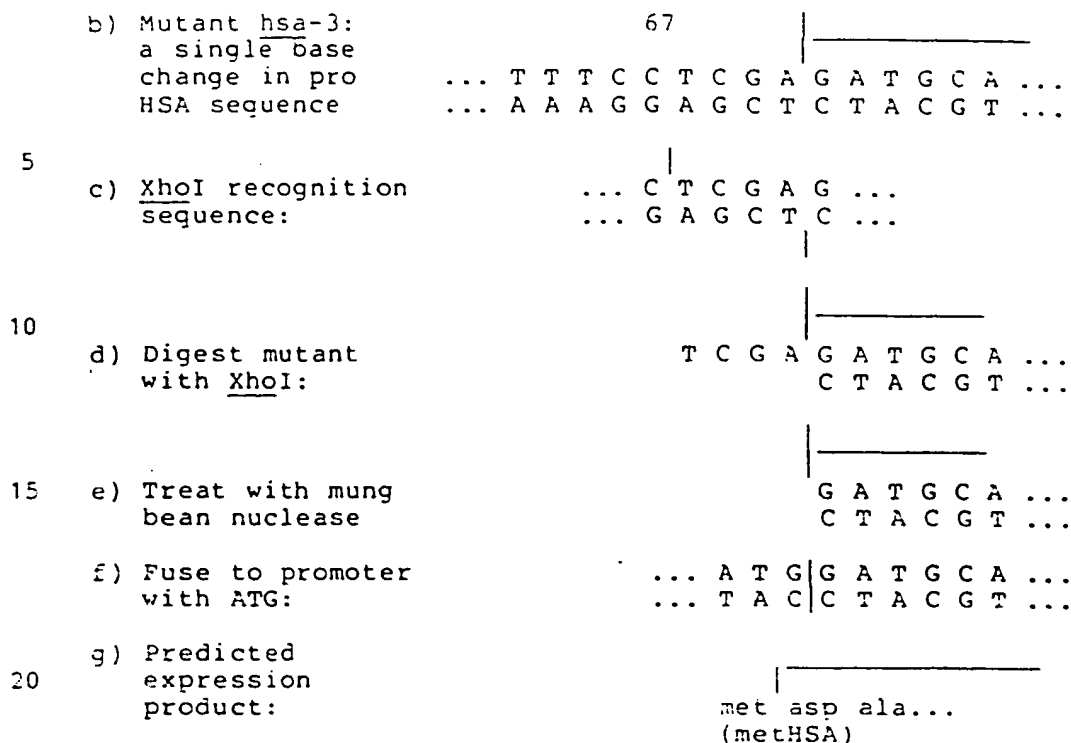 b) Mutant hsa-3: 67
a single base
change in pro ... T T T C C T C G A G A T G C A ...
HSA sequence ... A A A G G A G C T C T A C G T ...
5
c) XhoI recognition ... C T C G A G ...
sequence: ... G A G C T C ...
10
d) Digest mutant T C G A G A T G C A ...
with XhoI: C T A C G T ...
15 e) Treat with mung G A T G C A ...
bean nuclease C T A C G T ...
f) Fuse to promoter ... A T G|G A T G C A ...
with ATG: ... T A C|C T A C G T ...
g) Predicted
20 expression
product: met asp ala...
(metHSA)